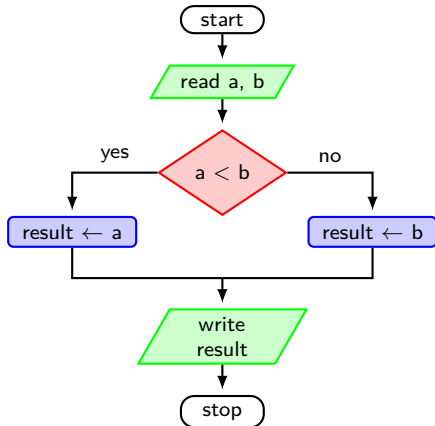 start
read a, b
yes
a < b
no
result ← a
result ← b
write
result
stop